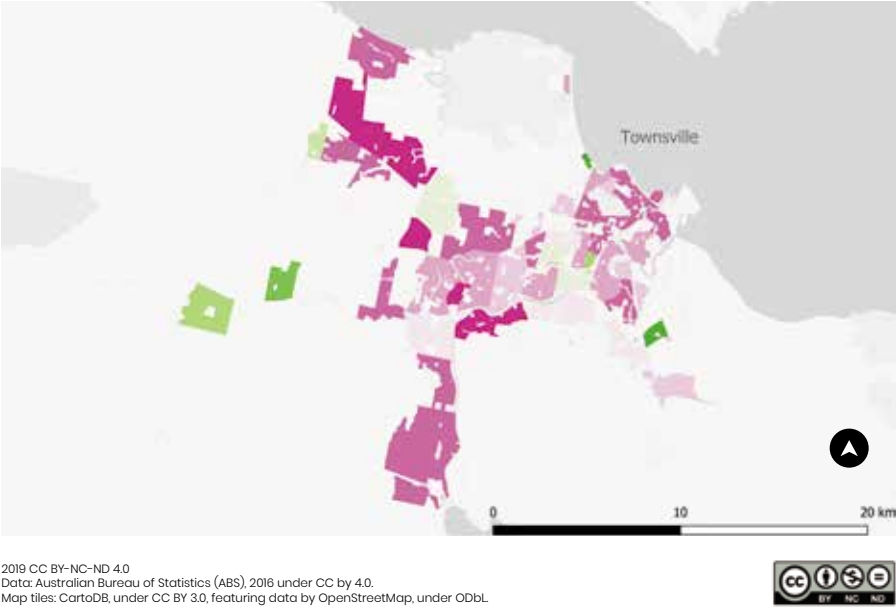 Townsville
0 10 20 km
2019 CC BY-NC-ND 4.0
Data: Australian Bureau of Statistics (ABS), 2016 under CC by 4.0.
Map tiles: CartoDB, under CC BY 3.0, featuring data by OpenStreetMap, under ODbL.
cc
BY NC ND